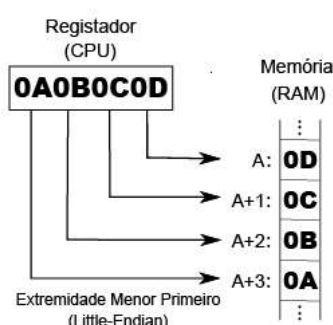 Registador
(CPU)
0A0B0C0D
Memória
(RAM)
A: 0D
A+1: 0C
A+2: 0B
A+3: 0A
Extremidade Menor Primeiro
(Little-Endian)